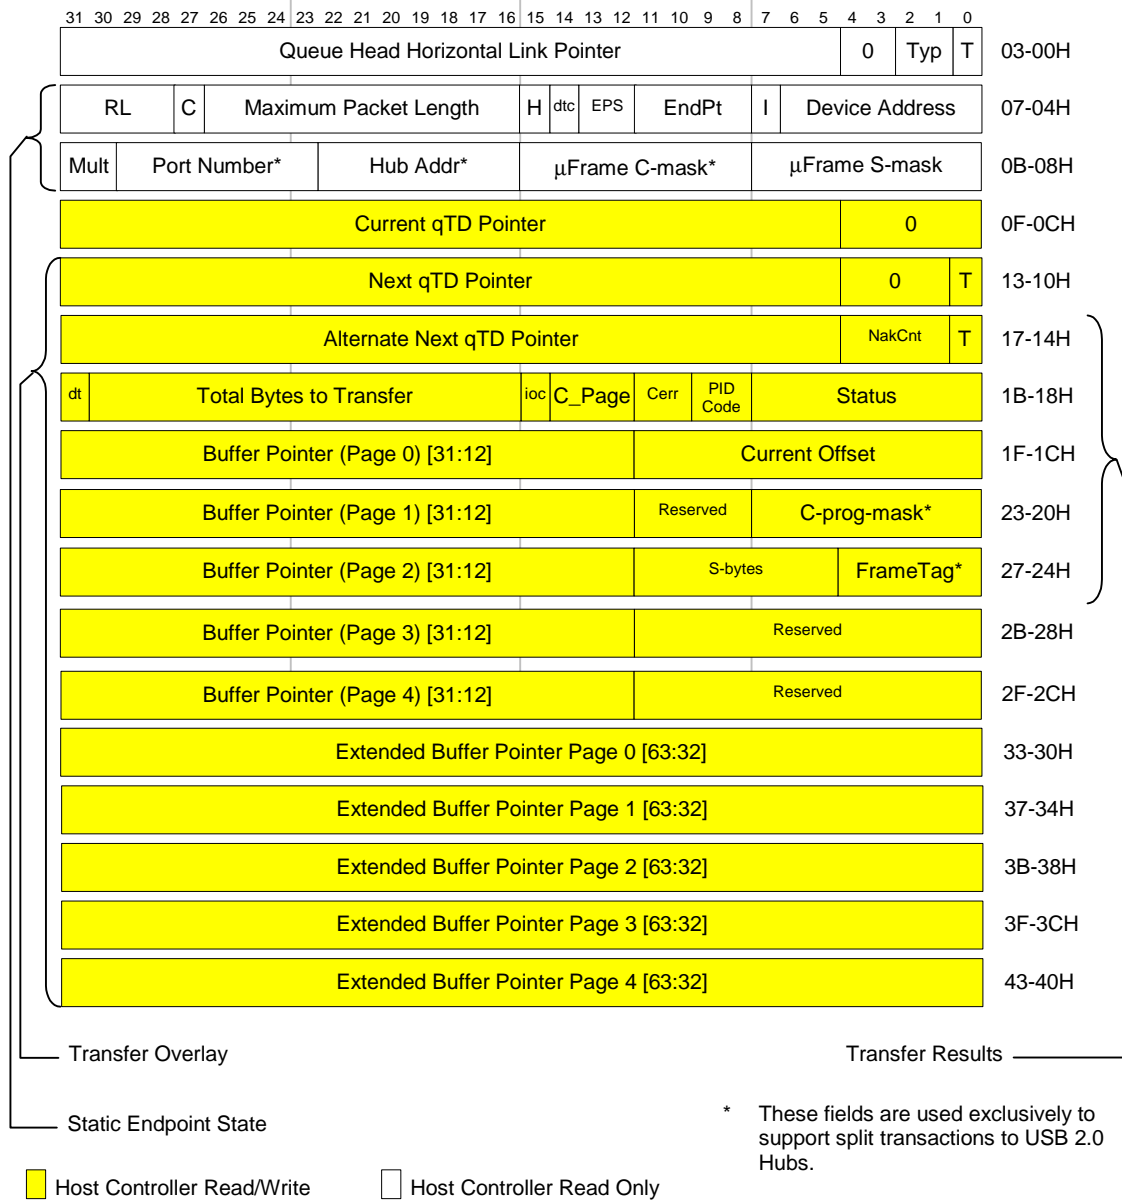 31 30 29 28 27 26 25 24 23 22 21 20 19 18 17 16 15 14 13 12 11 10 9 8 7 6 5 4 3 2 1 0
Queue Head Horizontal Link Pointer 0 Typ T 03-00H
RL C Maximum Packet Length H dtc EPS EndPt I Device Address 07-04H
Mult Port Number* Hub Addr* µFrame C-mask* µFrame S-mask 0B-08H
Current qTD Pointer 0 0F-0CH
Next qTD Pointer 0 T 13-10H
Alternate Next qTD Pointer NakCnt T 17-14H
dt Total Bytes to Transfer ioc C_Page Cerr PID Code Status 1B-18H
Buffer Pointer (Page 0) [31:12] Current Offset 1F-1CH
Buffer Pointer (Page 1) [31:12] Reserved C-prog-mask* 23-20H
Buffer Pointer (Page 2) [31:12] S-bytes FrameTag* 27-24H
Buffer Pointer (Page 3) [31:12] Reserved 2B-28H
Buffer Pointer (Page 4) [31:12] Reserved 2F-2CH
Extended Buffer Pointer Page 0 [63:32] 33-30H
Extended Buffer Pointer Page 1 [63:32] 37-34H
Extended Buffer Pointer Page 2 [63:32] 3B-38H
Extended Buffer Pointer Page 3 [63:32] 3F-3CH
Extended Buffer Pointer Page 4 [63:32] 43-40H
Transfer Overlay Transfer Results
Static Endpoint State
* These fields are used exclusively to
support split transactions to USB 2.0
Hubs.
Host Controller Read/Write Host Controller Read Only